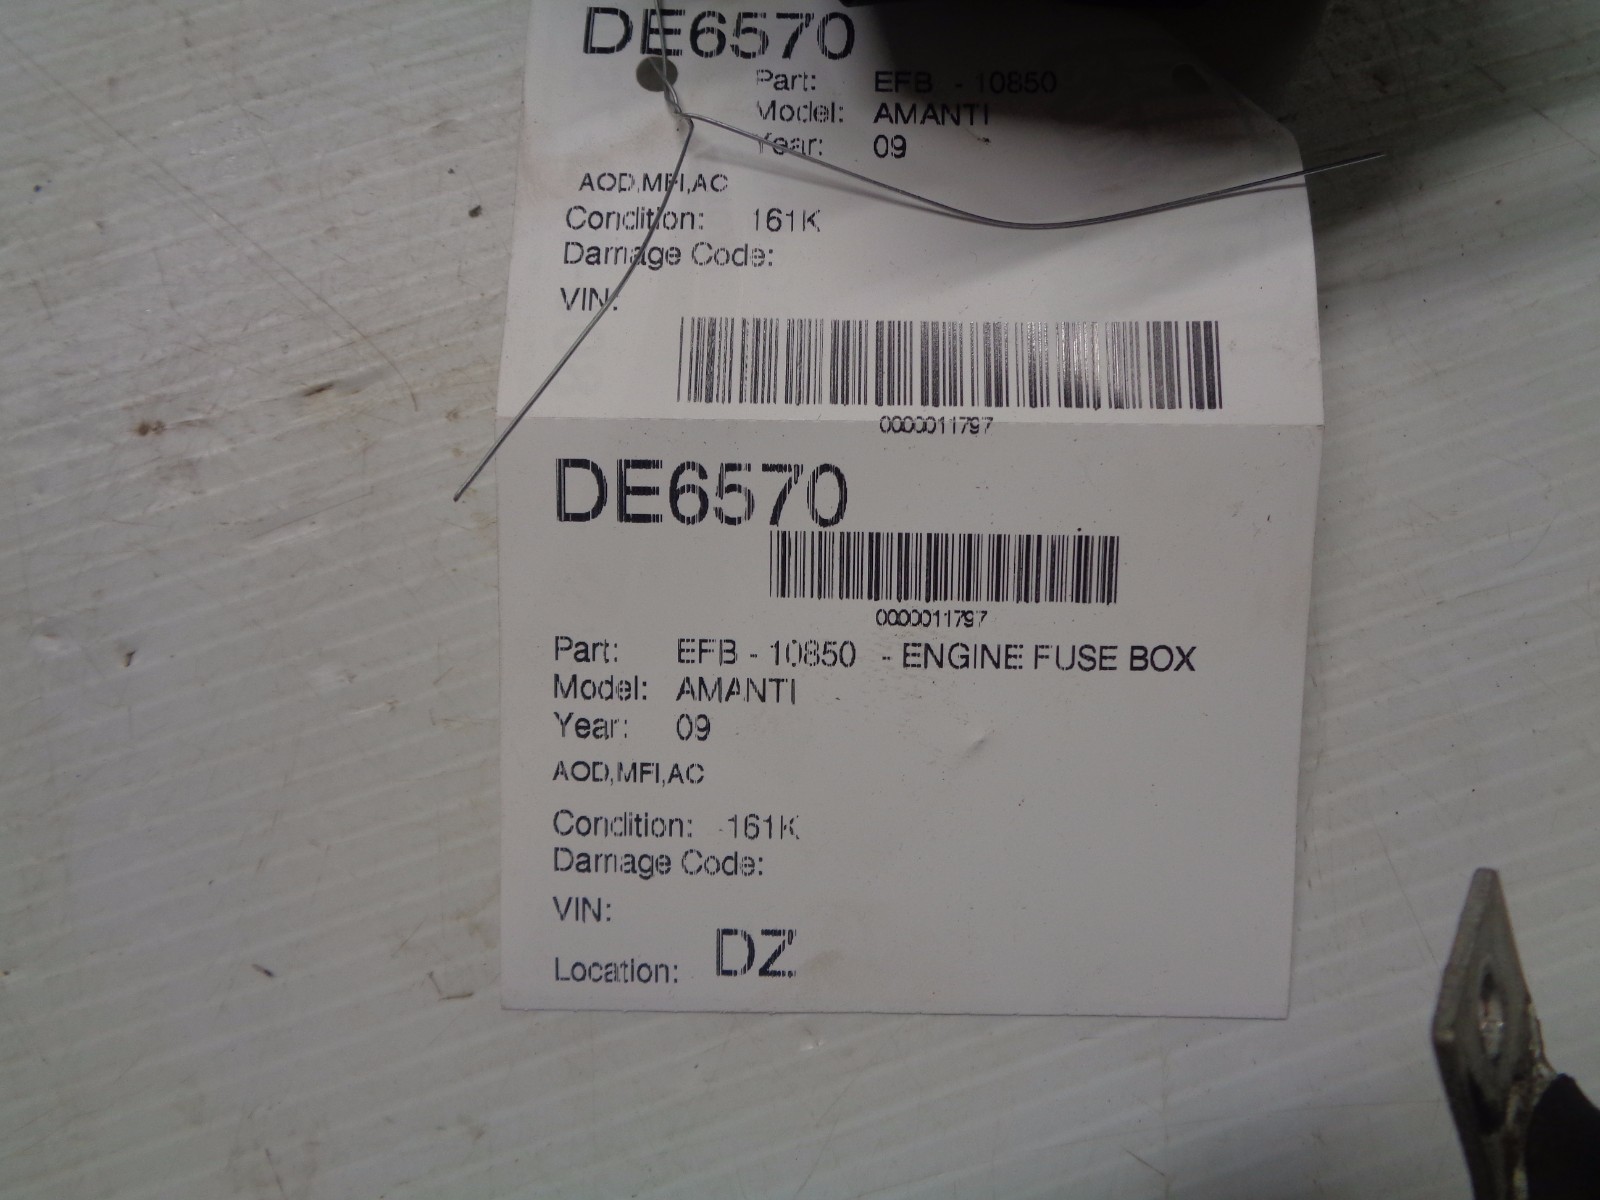 DE6570
Part: EFB - 10850
Model: AMANTI
Year: 09
AOD,MFI,AC
Condition: 161K
Damage Code:
VIN:
0000011797
DE6570
0000011797
Part: EFB - 10850 - ENGINE FUSE BOX
Model: AMANTI
Year: 09
AOD,MFI,AC
Condition: 161K
Damage Code:
VIN:
Location: DZ